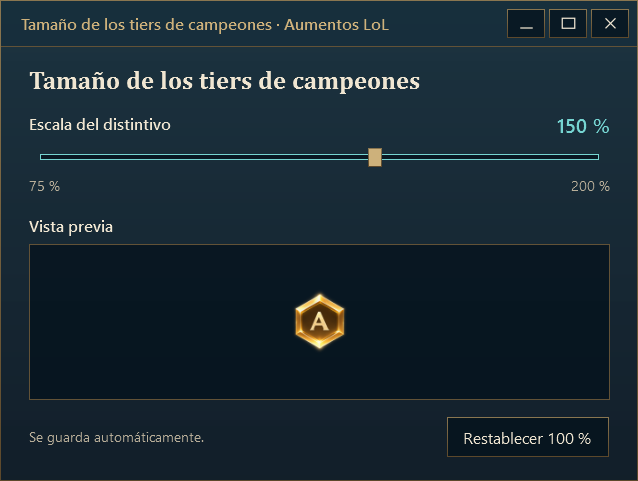 Tamaño de los tiers de campeones · Aumentos LoL
Tamaño de los tiers de campeones
Escala del distintivo
150 %
75 %
200 %
Vista previa
A
Se guarda automáticamente.
Restablecer 100 %